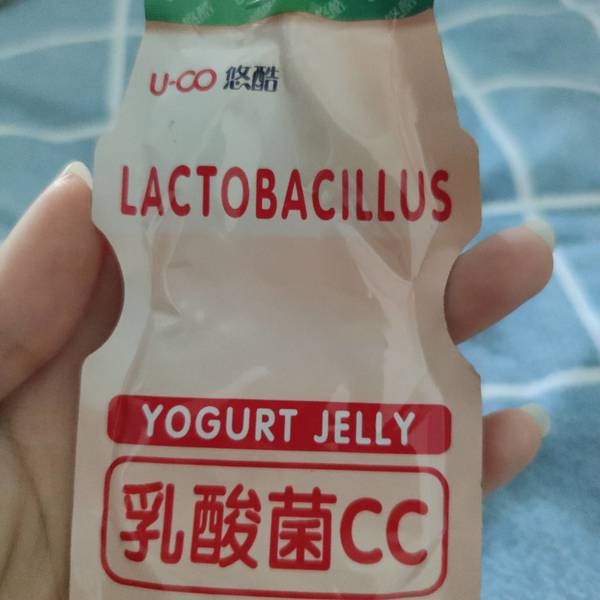 U-CO 悠酷
LACTOBACILLUS
YOGURT JELLY
乳酸菌CC